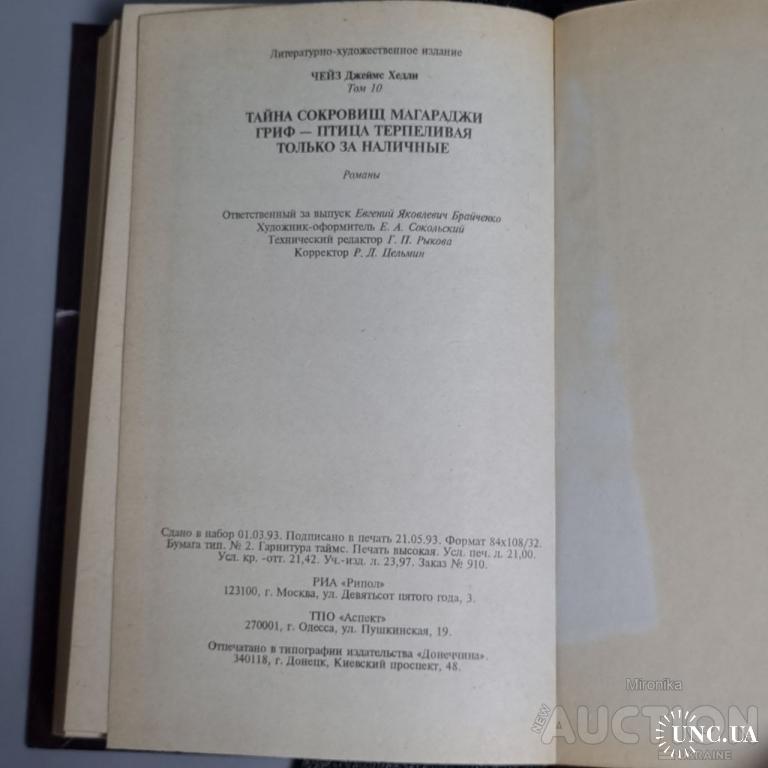 Литературно-художественное издание
ЧЕЙЗ Джеймс Хедли
Том 10
ТАЙНА СОКРОВИЩ МАГАРАДЖИ
ГРИФ — ПТИЦА ТЕРПЕЛИВАЯ
ТОЛЬКО ЗА НАЛИЧНЫЕ
Романы
Ответственный за выпуск Евгений Яковлевич Брайченко
Художник-оформитель Е. А. Сокольский
Технический редактор Г. П. Рыкова
Корректор Р. Л. Цельмин
Сдано в набор 01.03.93. Подписано в печать 21.05.93. Формат 84х108/32.
Бумага тип. № 2. Гарнитура таймс. Печать высокая. Усл. печ. л. 21,00.
Усл. кр. -отт. 21,42. Уч.-изд. л. 23,97. Заказ № 910.
РИА «Рипол»
123100, г. Москва, ул. Девятьсот пятого года, 3.
ТПО «Аспект»
270001, г. Одесса, ул. Пушкинская, 19.
Отпечатано в типографии издательства «Донеччина».
340118, г. Донецк, Киевский проспект, 48.
Mironika
NEW AUCTION
UNC.UA
UKRAINE